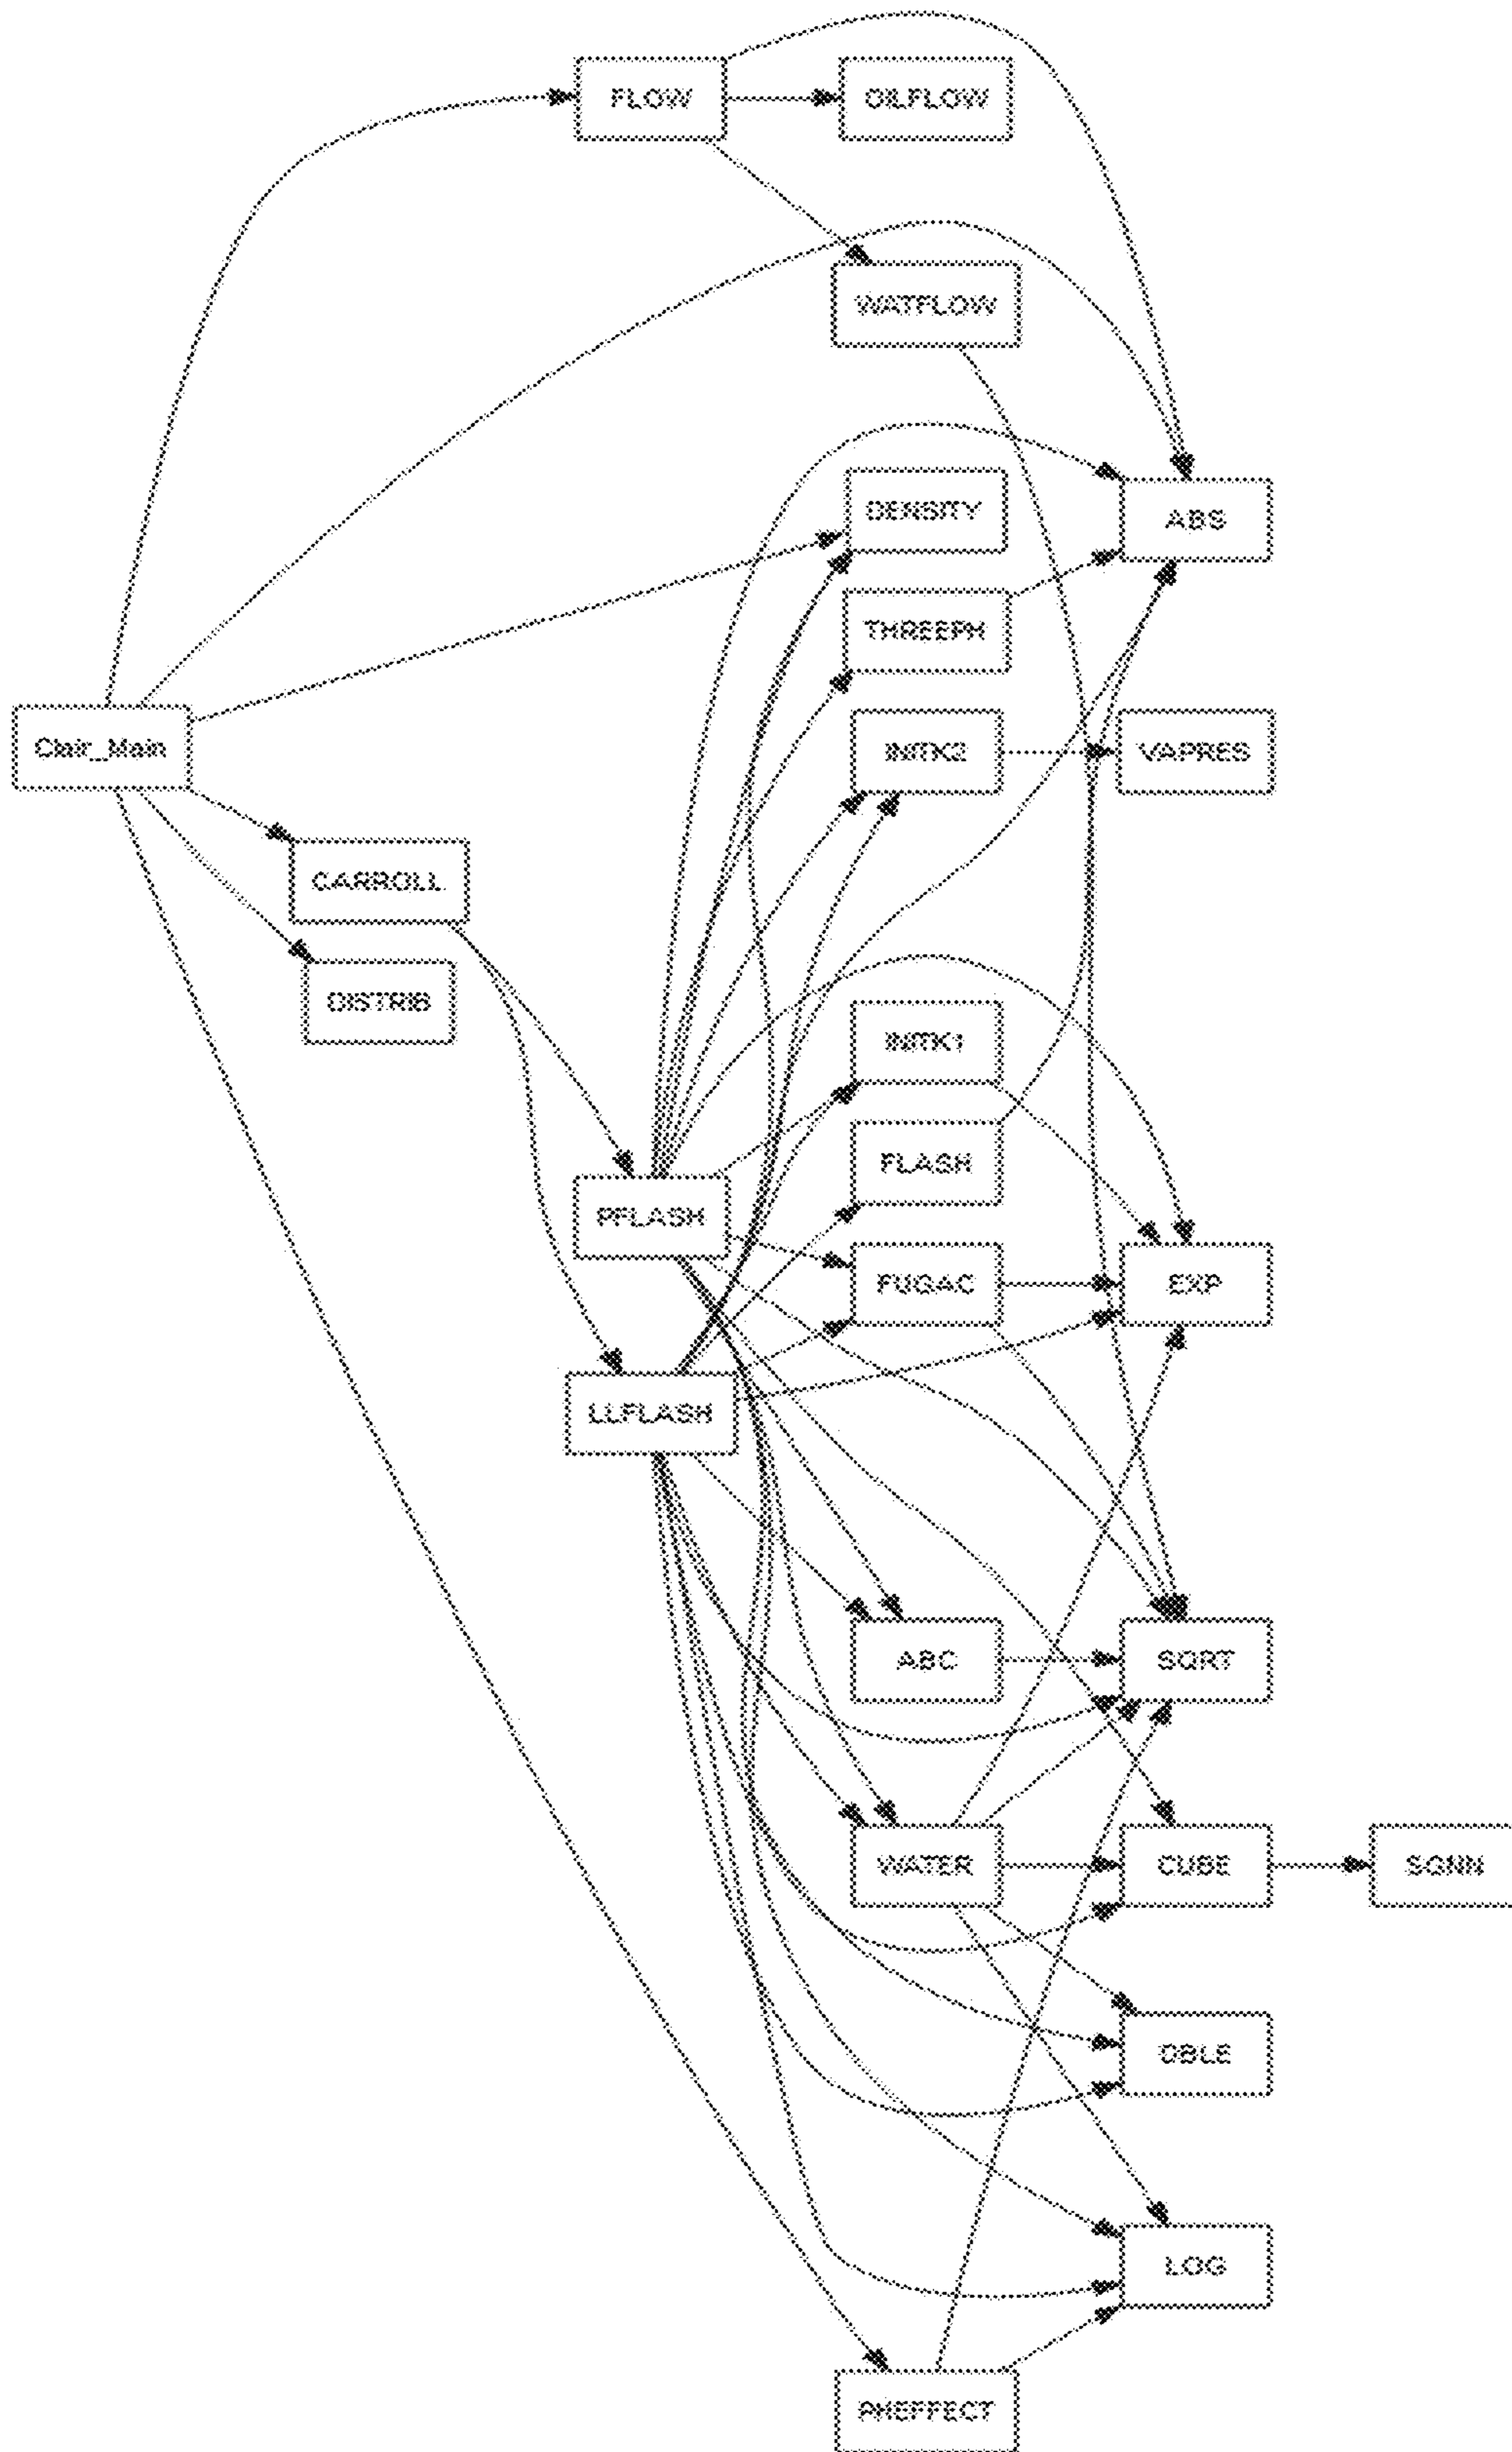 FLOW
OILFLOW
WATFLOW
DENSITY
ABS
THREEPH
Clair_Main
INITK2
VAPRES
CARROLL
DISTRIB
INITK1
FLASH
PFLASH
FUGAC
EXP
LLFLASH
ABC
SQRT
WATER
CUBE
SGNN
DBLE
LOG
PHEFFECT